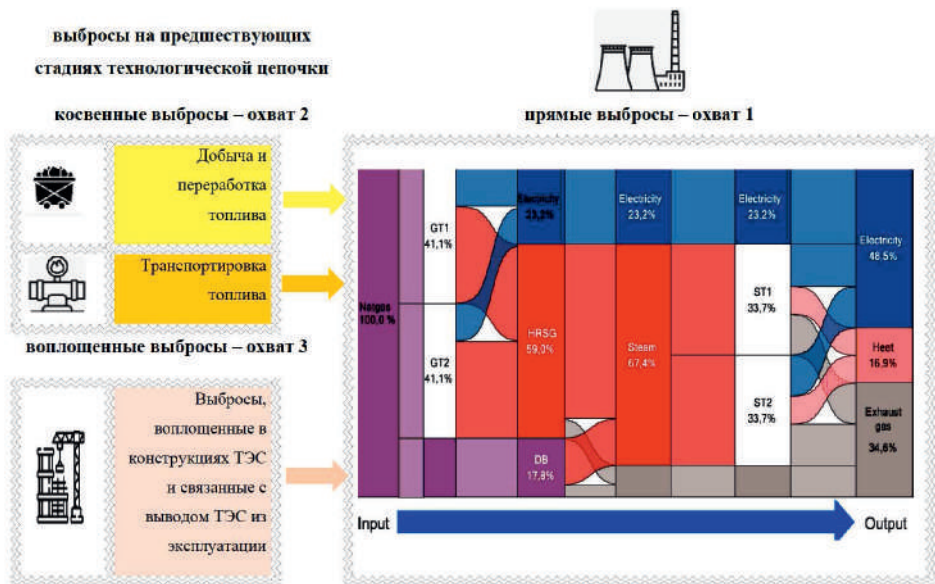 выбросы на предшествующих
стадиях технологической цепочки
косвенные выбросы – охват 2
Добыча и
переработка
топлива
Транспортировка
топлива
воплощенные выбросы – охват 3
Выбросы,
воплощенные в
конструкциях ТЭС
и связанные с
выводом ТЭС из
эксплуатации
прямые выбросы – охват 1
Natgas
100,0 %
GT1
41,1%
GT2
41,1%
Electricity
23,2%
HRSG
59,0%
DB
17,8%
Electricity
23,2%
Steam
67,4%
Electricity
23,2%
ST1
33,7%
ST2
33,7%
Electricity
48,5%
Heet
16,9%
Exhaust
gas
34,6%
Input
Output